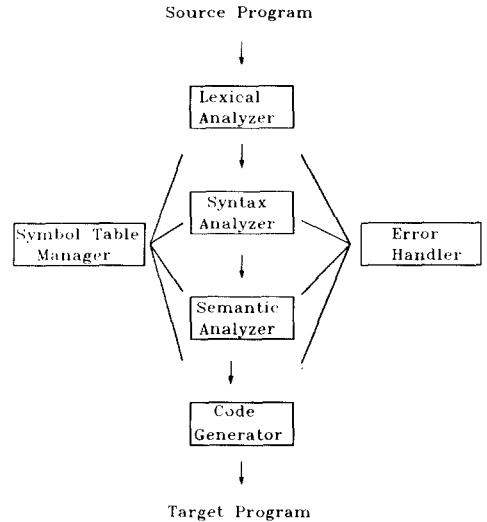 Source Program
Lexical
Analyzer
Syntax
Analyzer
Symbol Table
Manager
Error
Handler
Semantic
Analyzer
Code
Generator
Target Program